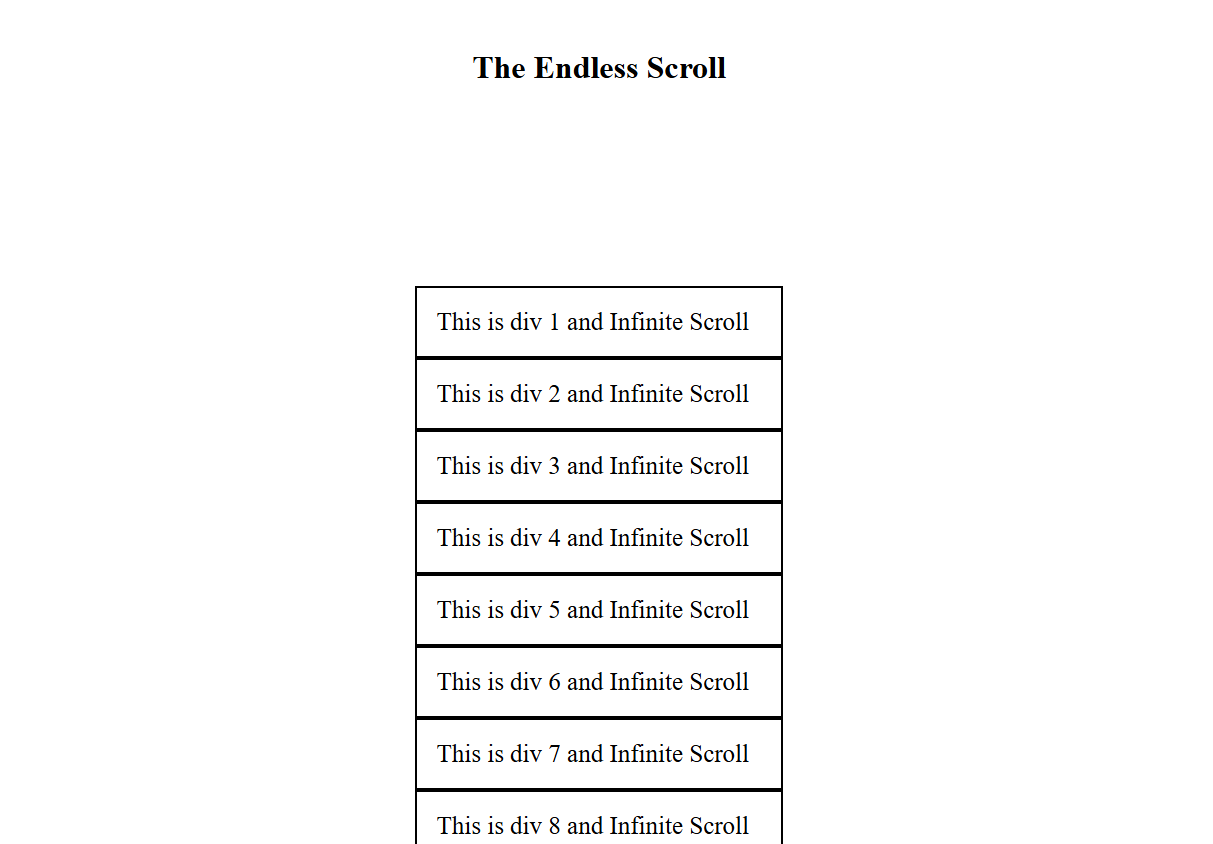 The Endless Scroll
This is div 1 and Infinite Scroll
This is div 2 and Infinite Scroll
This is div 3 and Infinite Scroll
This is div 4 and Infinite Scroll
This is div 5 and Infinite Scroll
This is div 6 and Infinite Scroll
This is div 7 and Infinite Scroll
This is div 8 and Infinite Scroll